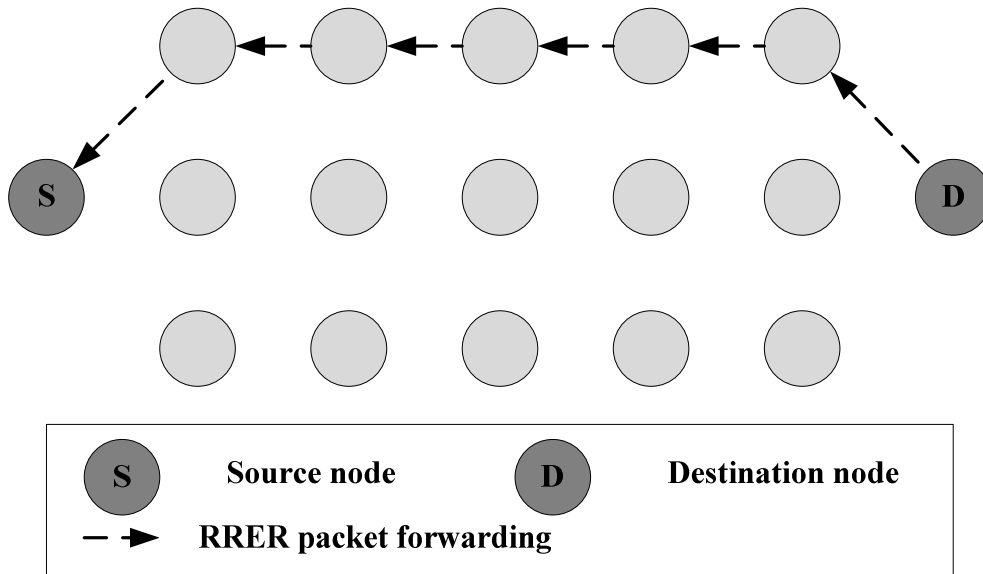 S
D
S Source node D Destination node
RRER packet forwarding